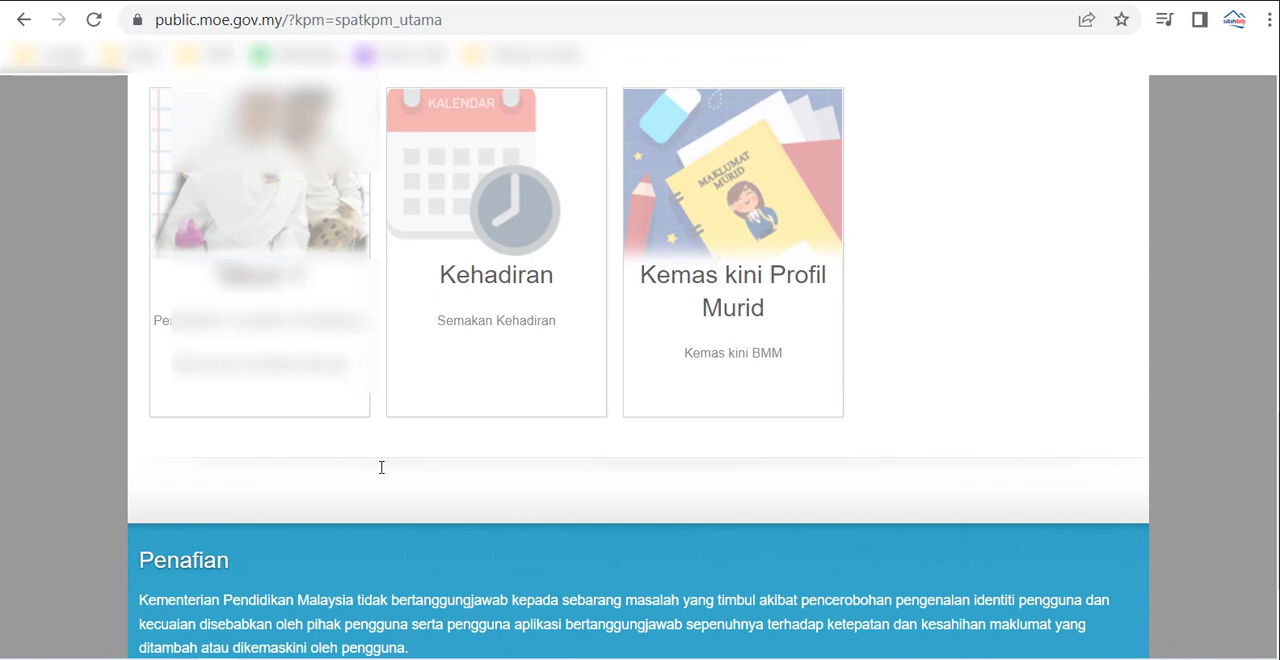 public.moe.gov.my/?kpm=spatkpm_utama
sabahdaily
KALENDAR
MAKLUMAT
MURID
Kehadiran
Kemas kini Profil
Murid
Semakan Kehadiran
Kemas kini BMM
Penafian
Kementerian Pendidikan Malaysia tidak bertanggungjawab kepada sebarang masalah yang timbul akibat pencerobohan pengenalan identiti pengguna dan
kecuaian disebabkan oleh pihak pengguna serta pengguna aplikasi bertanggungjawab sepenuhnya terhadap ketepatan dan kesahihan maklumat yang
ditambah atau dikemaskini oleh pengguna.